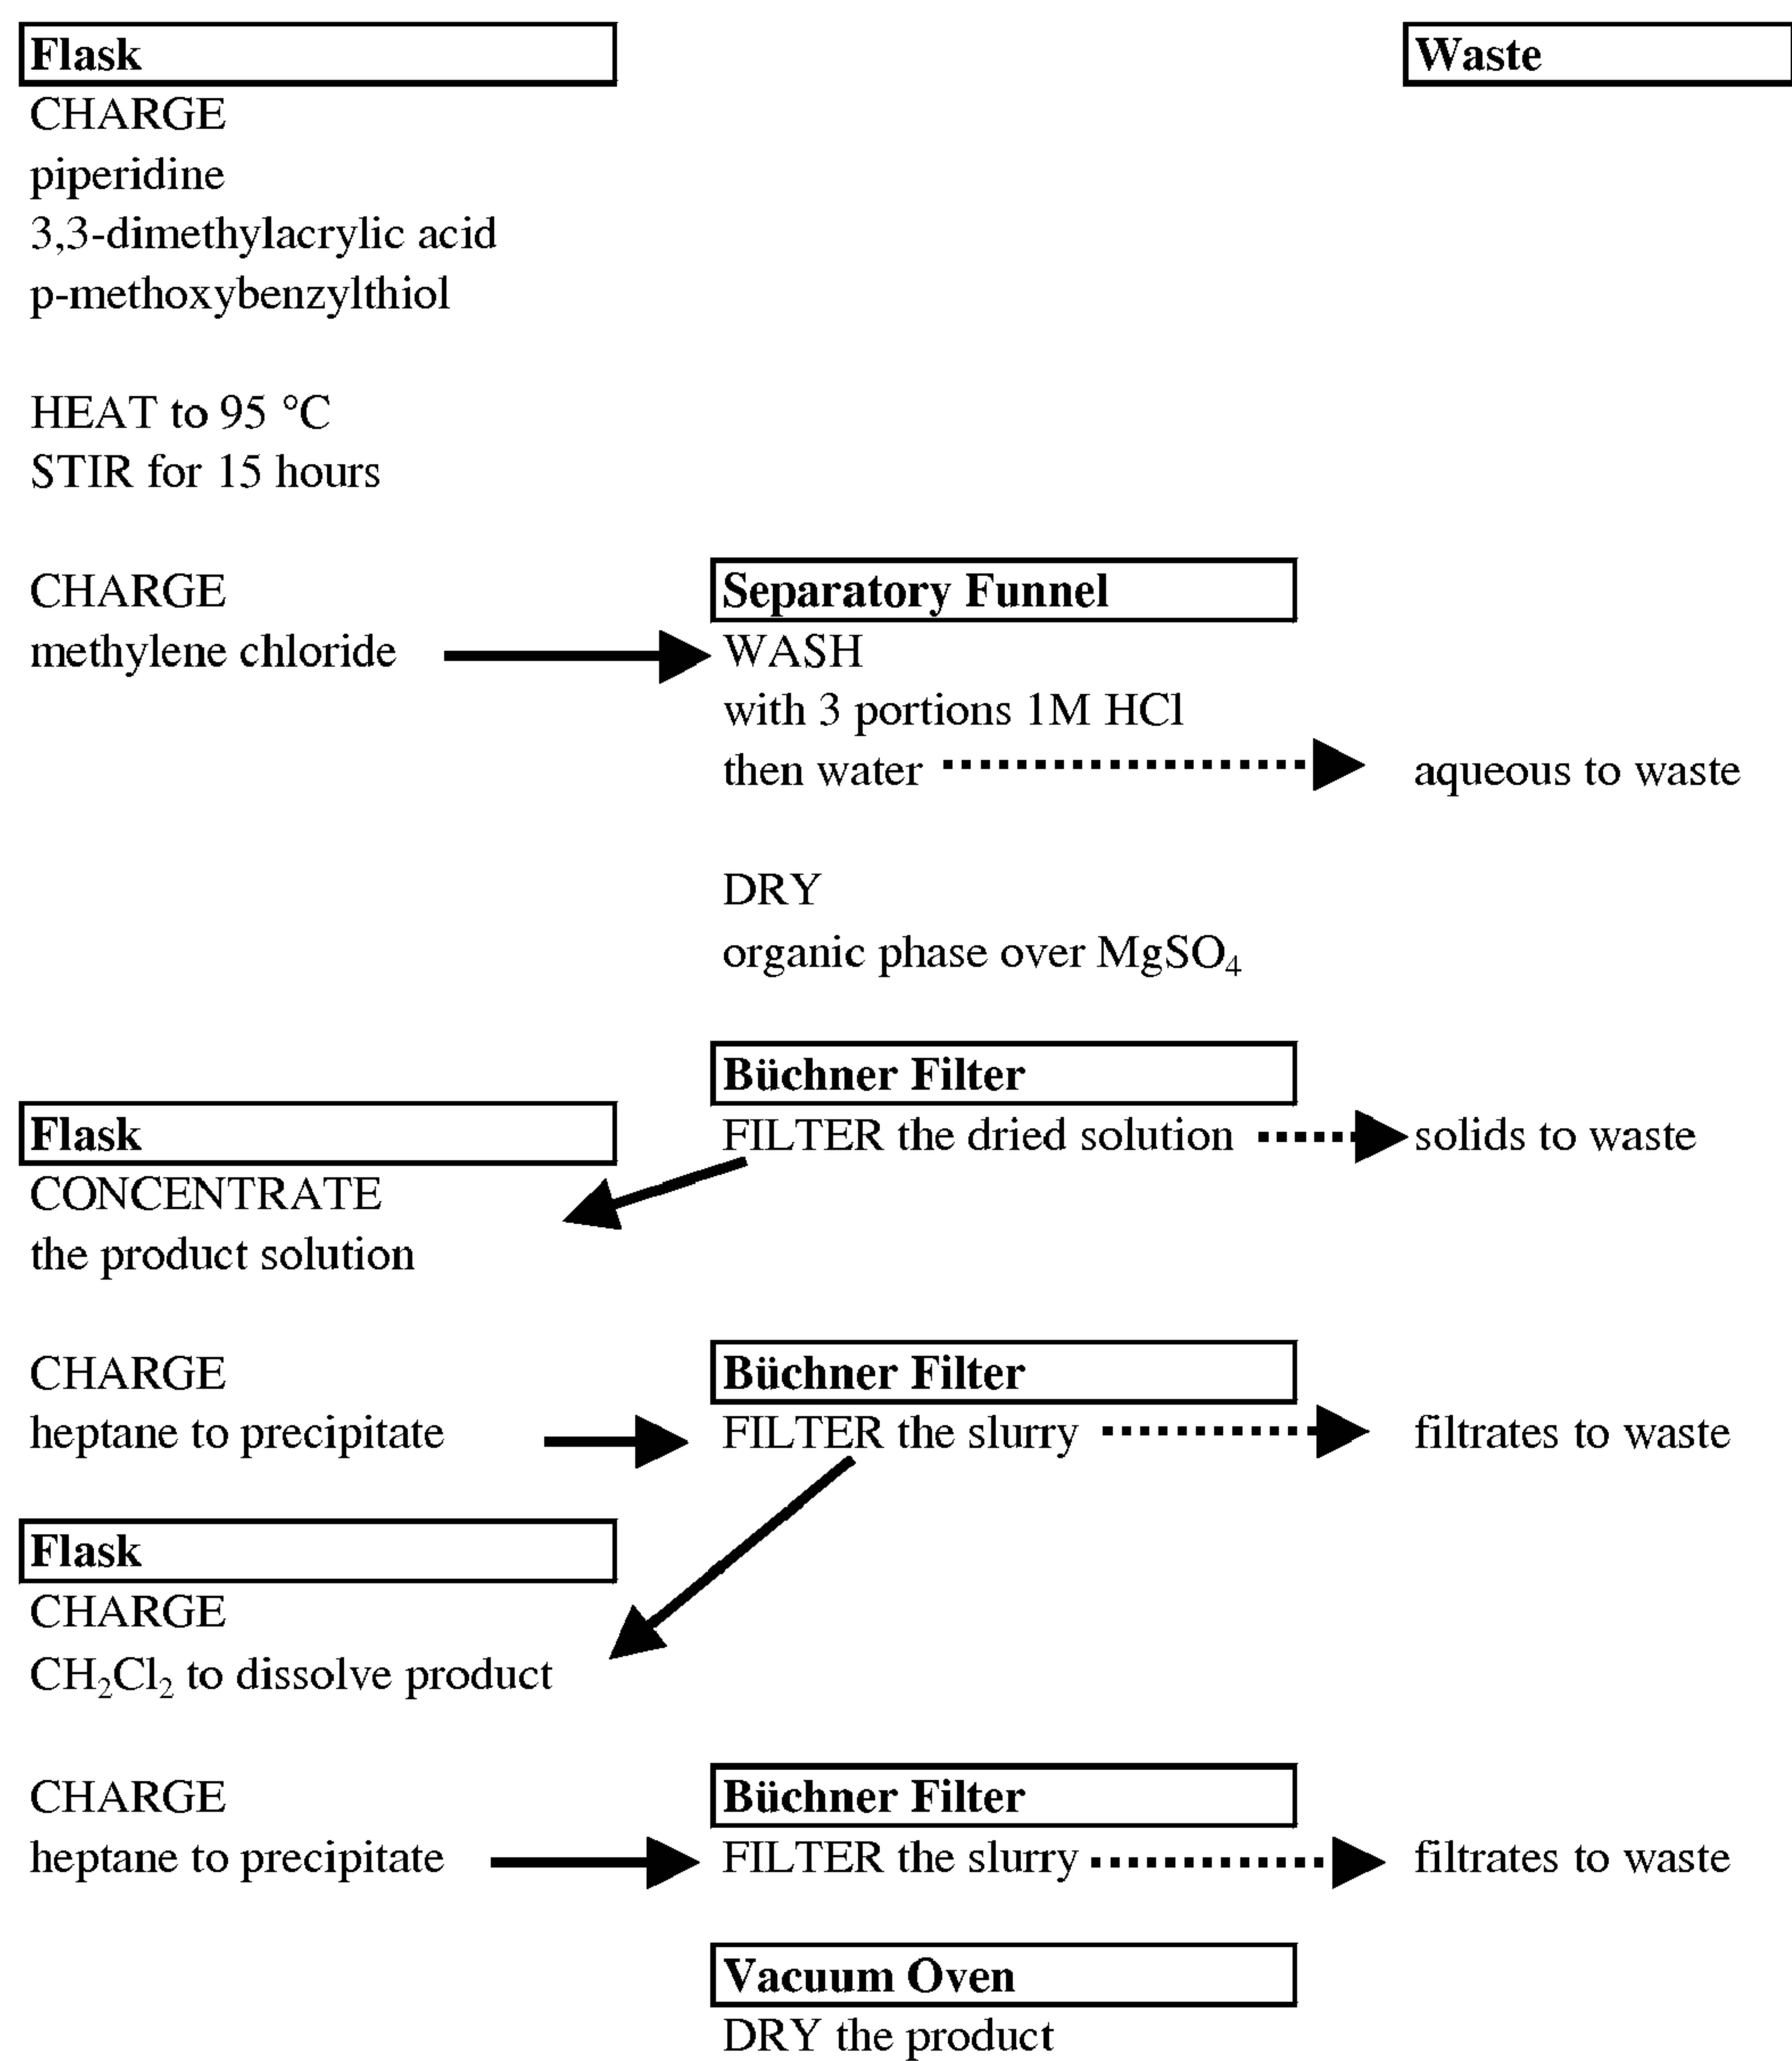 Flask
Waste
CHARGE
piperidine
3,3-dimethylacrylic acid
p-methoxybenzylthiol
HEAT to 95 °C
STIR for 15 hours
CHARGE
methylene chloride
Separatory Funnel
WASH
with 3 portions 1M HCl
then water
aqueous to waste
DRY
organic phase over MgSO₄
Büchner Filter
FILTER the dried solution
solids to waste
Flask
CONCENTRATE
the product solution
CHARGE
heptane to precipitate
Büchner Filter
FILTER the slurry
filtrates to waste
Flask
CHARGE
CH₂Cl₂ to dissolve product
CHARGE
heptane to precipitate
Büchner Filter
FILTER the slurry
filtrates to waste
Vacuum Oven
DRY the product